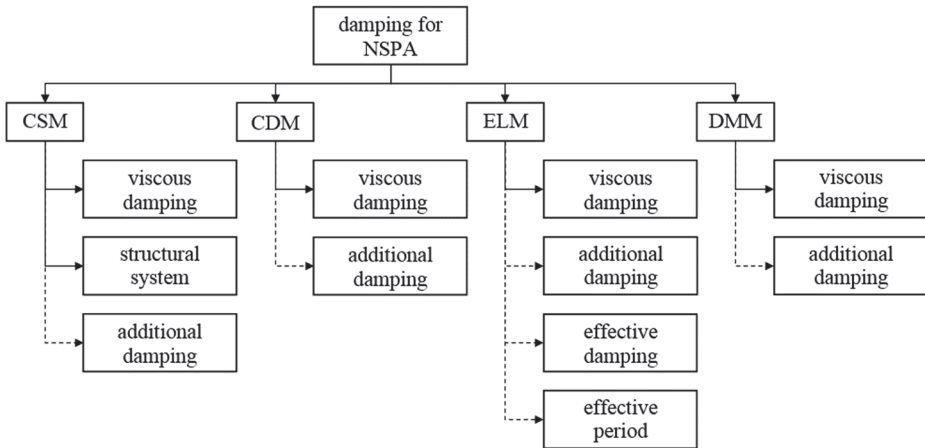 damping for
NSPA
CSM
CDM
ELM
DMM
viscous
damping
viscous
damping
viscous
damping
viscous
damping
structural
system
additional
damping
additional
damping
additional
damping
additional
damping
effective
damping
effective
period